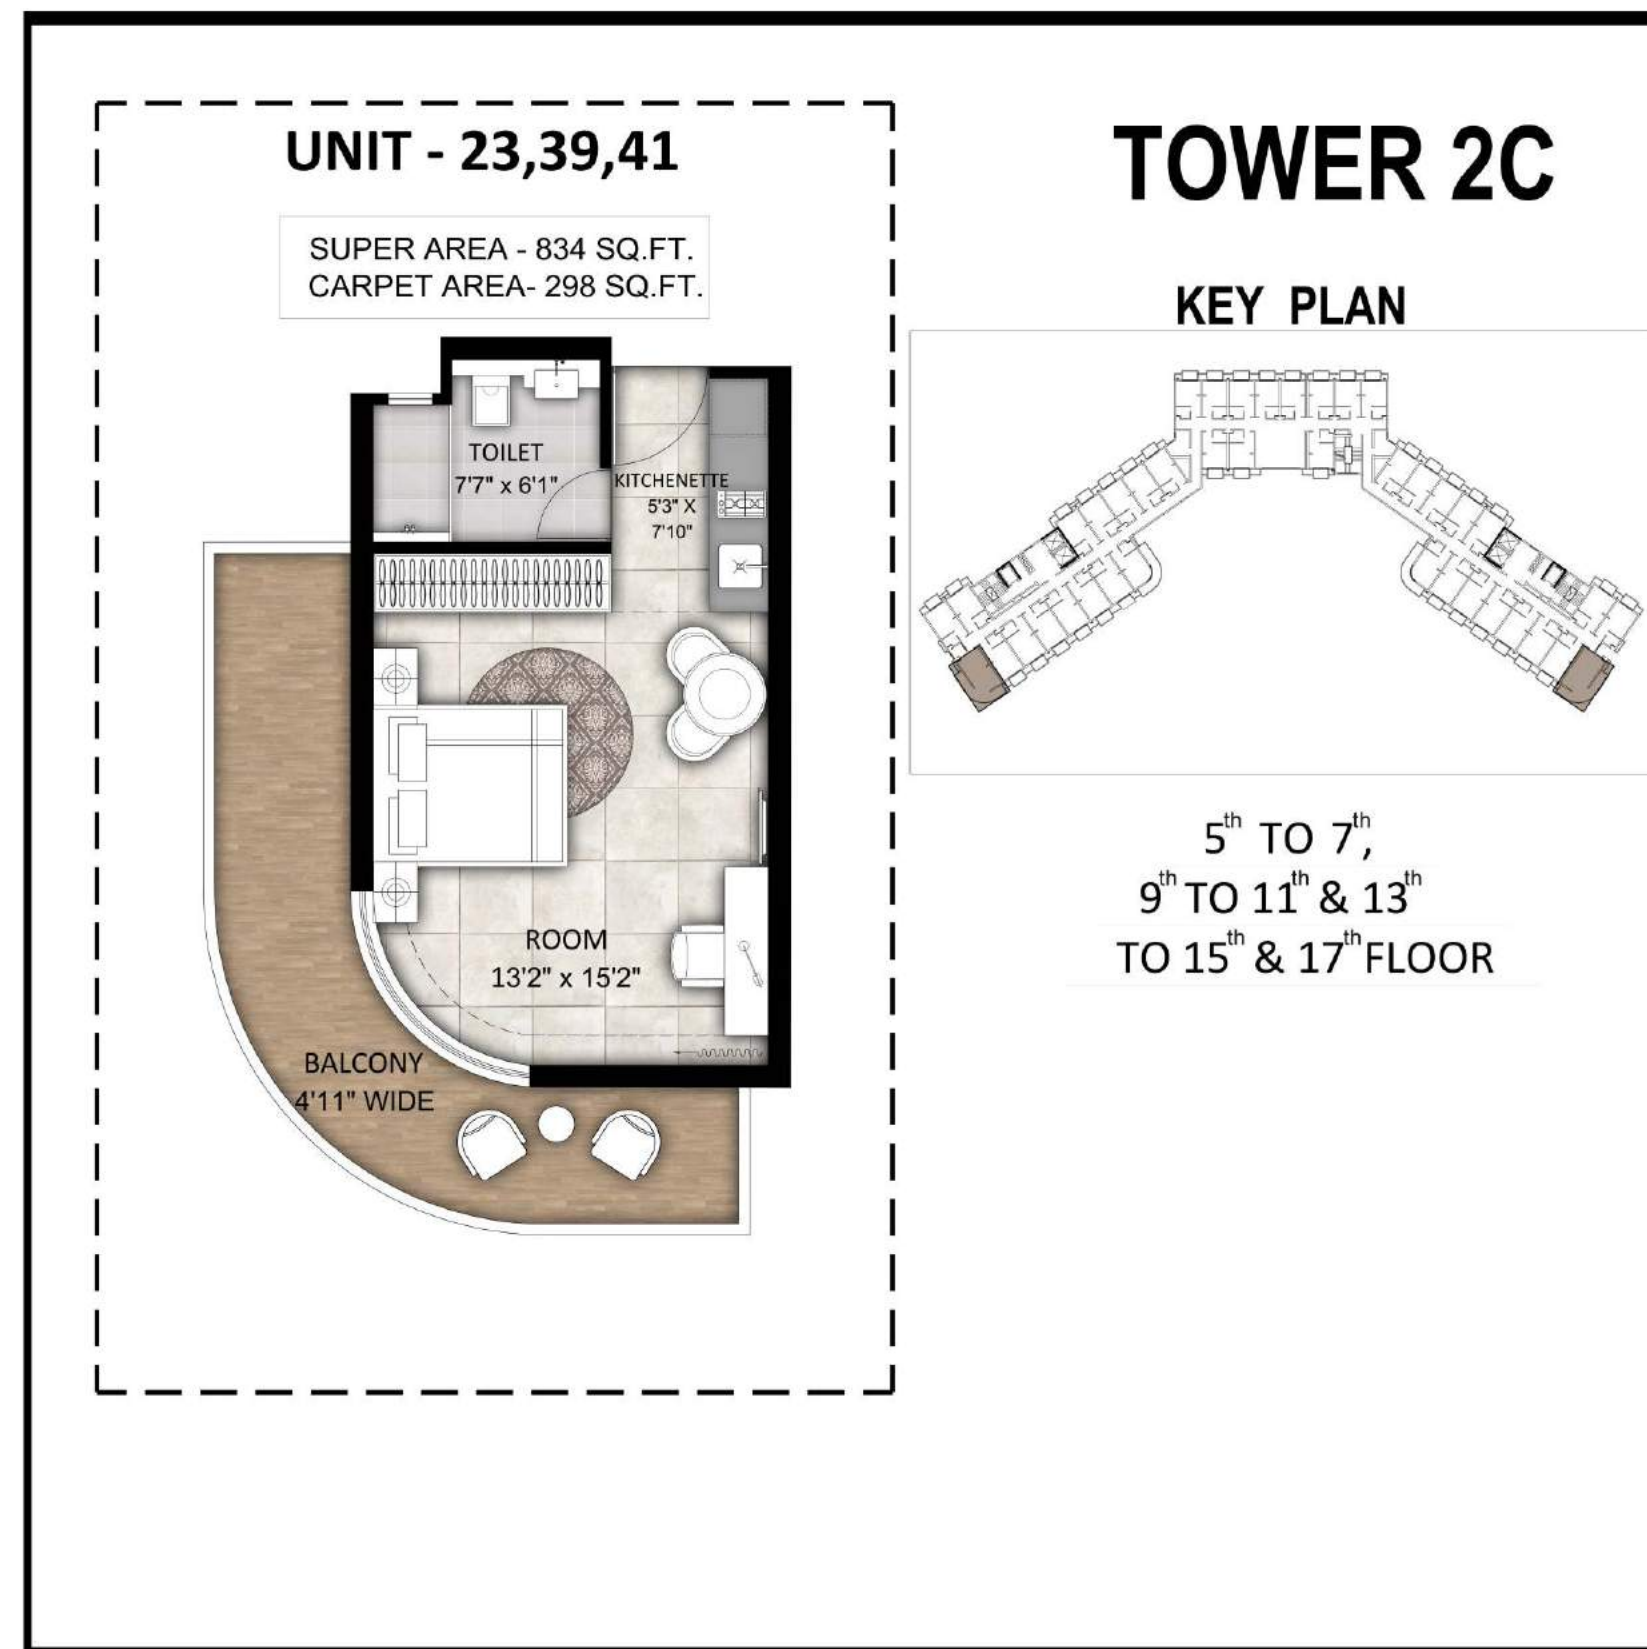 UNIT - 23,39,41
SUPER AREA - 834 SQ.FT.
CARPET AREA- 298 SQ.FT.
TOILET
7'7" x 6'1"
KITCHENETTE
5'3" X
7'10"
ROOM
13'2" x 15'2"
BALCONY
4'11" WIDE
TOWER 2C
KEY PLAN
5th TO 7th,
9th TO 11th & 13th
TO 15th & 17th FLOOR